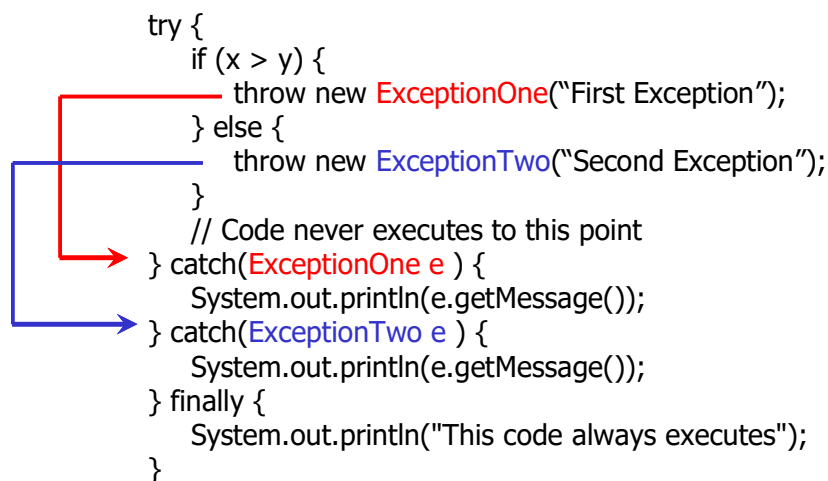 try {
if (x > y) {
throw new ExceptionOne(“First Exception”);
} else {
throw new ExceptionTwo(“Second Exception”);
}
// Code never executes to this point
} catch(ExceptionOne e ) {
System.out.println(e.getMessage());
} catch(ExceptionTwo e ) {
System.out.println(e.getMessage());
} finally {
System.out.println("This code always executes");
}